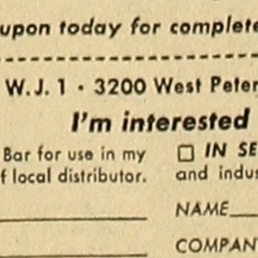 upon today for complete
W.J. 1 • 3200 West Peter
I'm interested
Bar for use in my
f local distributor.
☐ IN SE
and indus
NAME
COMPAN